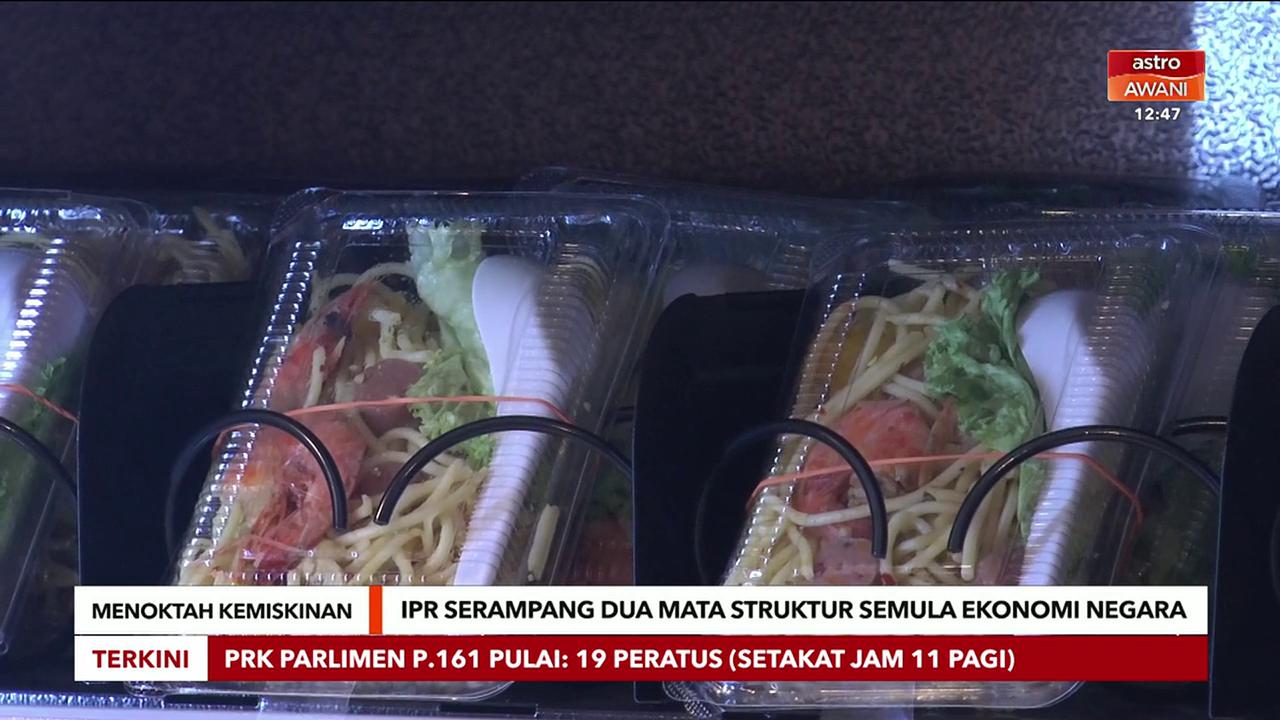 astro
AWANI
12:47
MENOKTAH KEMISKINAN
IPR SERAMPANG DUA MATA STRUKTUR SEMULA EKONOMI NEGARA
TERKINI
PRK PARLIMEN P.161 PULAI: 19 PERATUS (SETAKAT JAM 11 PAGI)